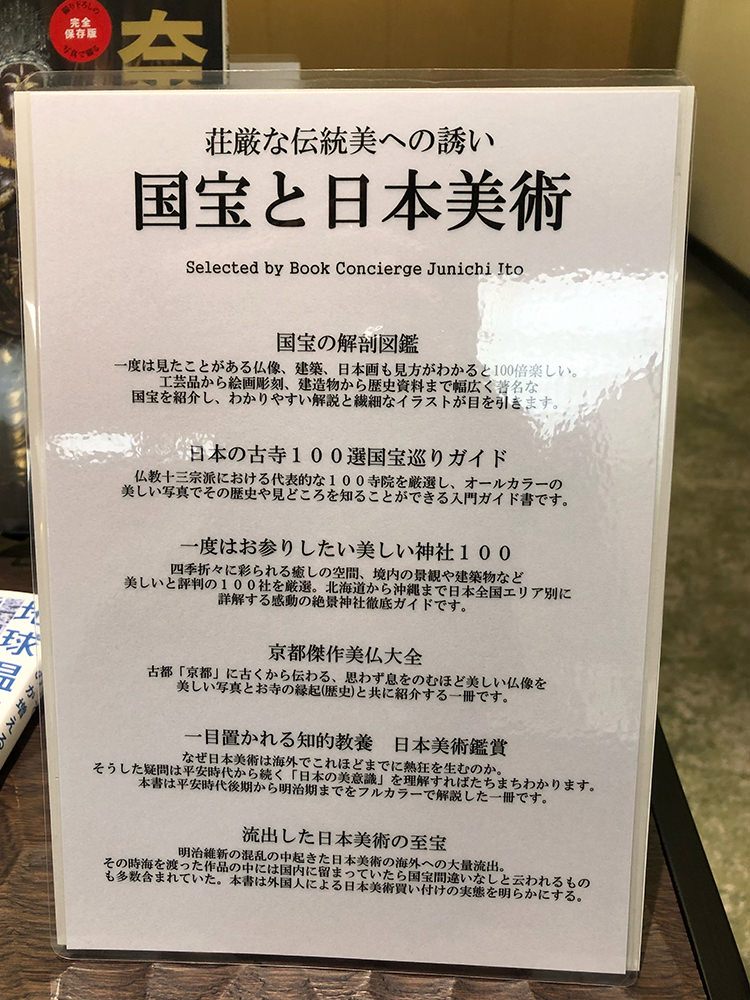 撮り下ろしの
完全
保存版
写真で綴る
奈
荘厳な伝統美への誘い
国宝と日本美術
Selected by Book Concierge Junichi Ito
国宝の解剖図鑑
一度は見たことがある仏像、建築、日本画も見方がわかると100倍楽しい。
工芸品から絵画彫刻、建造物から歴史資料まで幅広く著名な
国宝を紹介し、わかりやすい解説と繊細なイラストが目を引きます。
日本の古寺１００選国宝巡りガイド
仏教十三宗派における代表的な１００寺院を厳選し、オールカラーの
美しい写真でその歴史や見どころを知ることができる入門ガイド書です。
一度はお参りしたい美しい神社１００
四季折々に彩られる癒しの空間、境内の景観や建築物など
美しいと評判の１００社を厳選。北海道から沖縄まで日本全国エリア別に
詳解する感動の絶景神社徹底ガイドです。
京都傑作美仏大全
古都「京都」に古くから伝わる、思わず息をのむほど美しい仏像を
美しい写真とお寺の縁起(歴史)と共に紹介する一冊です。
一目置かれる知的教養　日本美術鑑賞
なぜ日本美術は海外でこれほどまでに熱狂を生むのか。
そうした疑問は平安時代から続く「日本の美意識」を理解すればたちまちわかります。
本書は平安時代後期から明治期までをフルカラーで解説した一冊です。
流出した日本美術の至宝
明治維新の混乱の中起きた日本美術の海外への大量流出。
その時海を渡った作品の中には国内に留まっていたら国宝間違いなしと云われるもの
も多数含まれていた。本書は外国人による日本美術買い付けの実態を明らかにする。
地球温
が増える